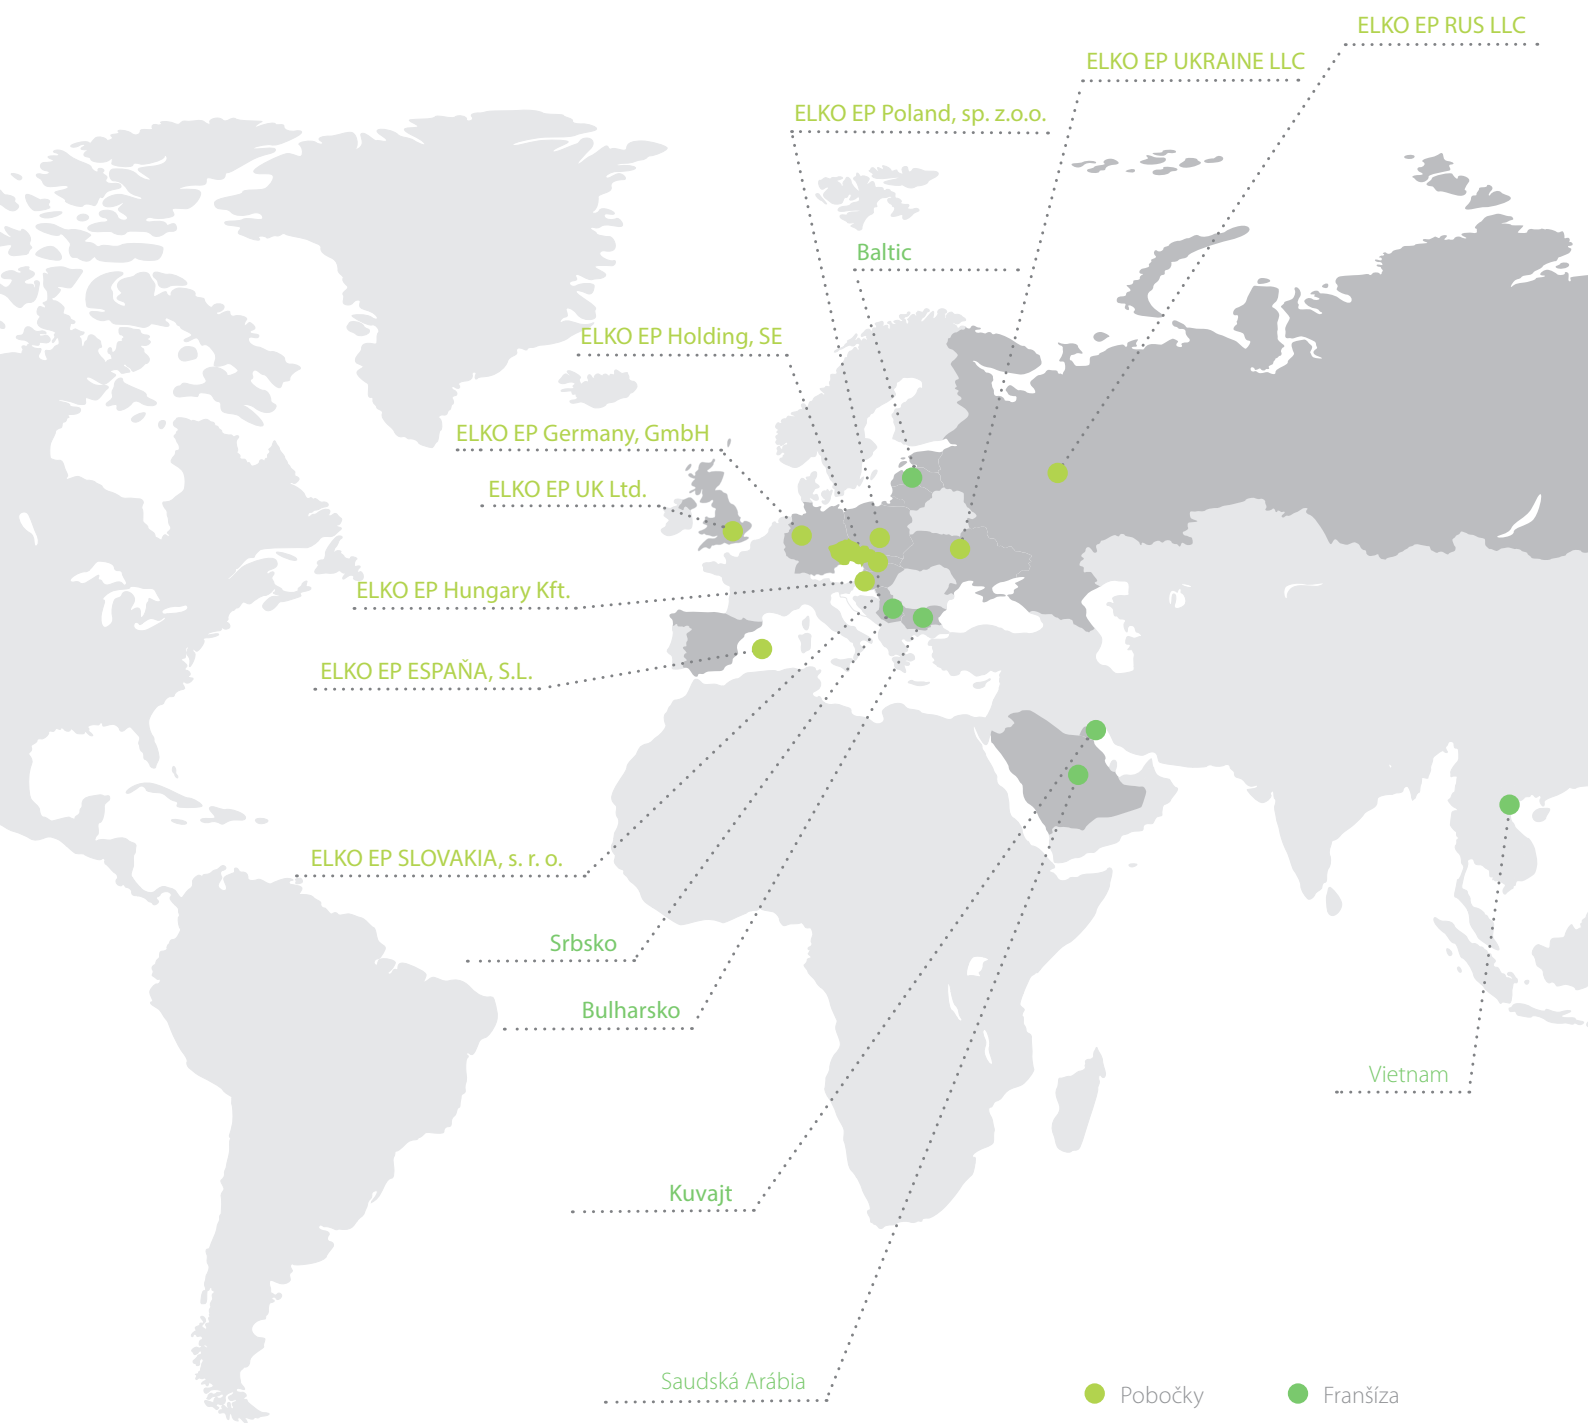 ELKO EP RUS LLC
ELKO EP UKRAINE LLC
ELKO EP Poland, sp. z.o.o.
Baltic
ELKO EP Holding, SE
ELKO EP Germany, GmbH
ELKO EP UK Ltd.
ELKO EP Hungary Kft.
ELKO EP ESPAŇA, S.L.
ELKO EP SLOVAKIA, s. r. o.
Srbsko
Bulharsko
Vietnam
Kuvajt
Saudská Arábia
Pobočky
Franšíza